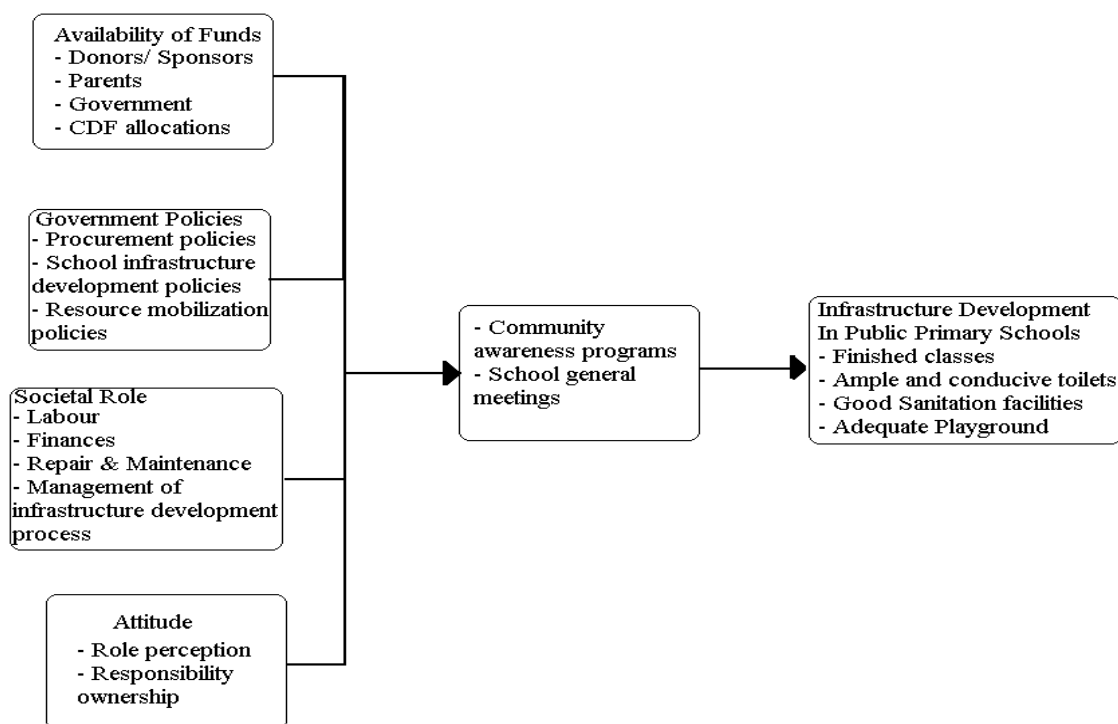 Availability of Funds
- Donors/ Sponsors
- Parents
- Government
- CDF allocations
Government Policies
- Procurement policies
- School infrastructure
development policies
- Resource mobilization
policies
Societal Role
- Labour
- Finances
- Repair & Maintenance
- Management of
infrastructure development
process
Attitude
- Role perception
- Responsibility
ownership
- Community
awareness programs
- School general
meetings
Infrastructure Development
In Public Primary Schools
- Finished classes
- Ample and conducive toilets
- Good Sanitation facilities
- Adequate Playground